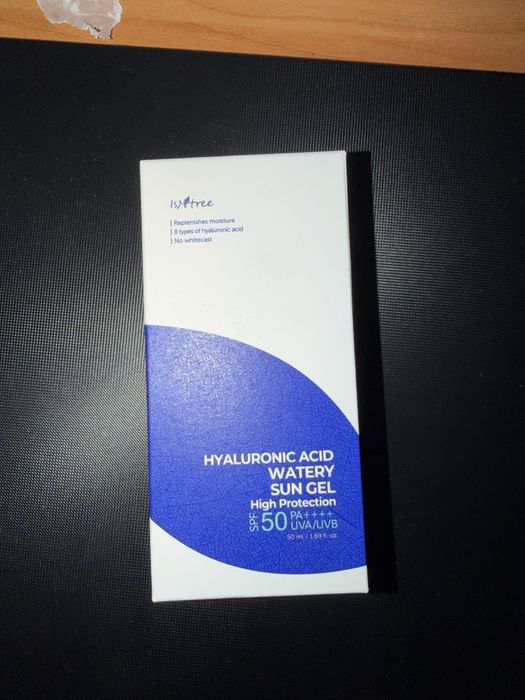 Isntree
| Replenishes moisture
| 8 types of hyaluronic acid
| No whitecast
HYALURONIC ACID
WATERY
SUN GEL
High Protection
SPF 50 PA++++
UVA/UVB
50 ml / 1.69 fl. oz.